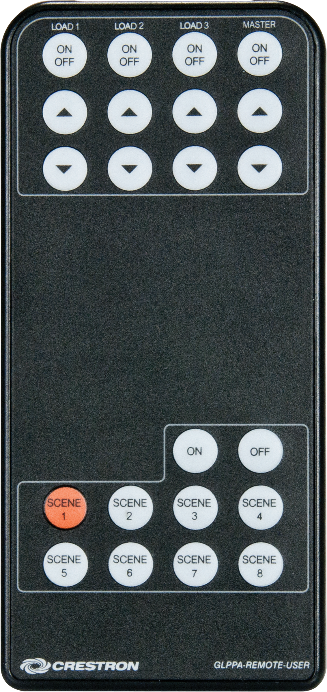 LOAD 1 LOAD 2 LOAD 3 MASTER
ON ON ON ON
OFF OFF OFF OFF
ON OFF
SCENE SCENE SCENE SCENE
1 2 3 4
SCENE SCENE SCENE SCENE
5 6 7 8
CRESTRON GLPPA-REMOTE-USER